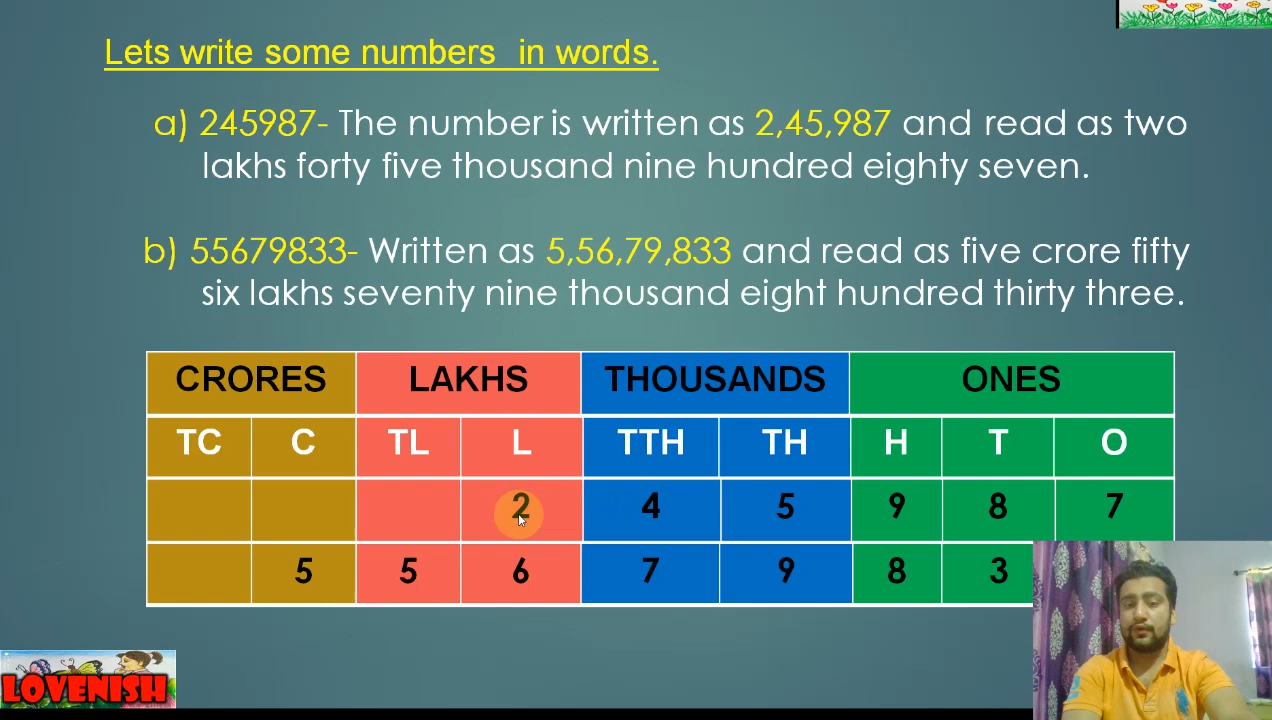 Lets write some numbers in words.
a) 245987- The number is written as 2,45,987 and read as two
lakhs forty five thousand nine hundred eighty seven.
b) 55679833- Written as 5,56,79,833 and read as five crore fifty
six lakhs seventy nine thousand eight hundred thirty three.
CRORES LAKHS THOUSANDS ONES
TC C TL L TTH TH H T O
2 4 5 9 8 7
5 5 6 7 9 8 3
LOVENISH